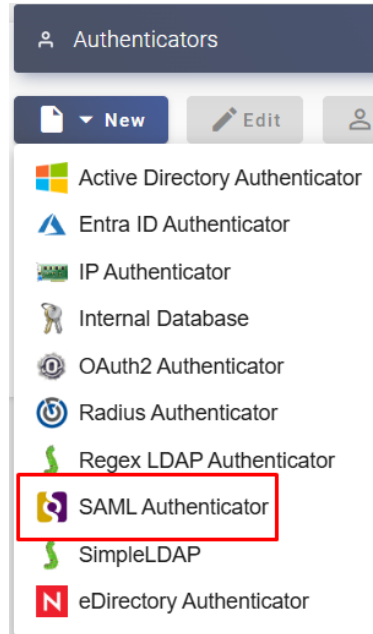 Authenticators
New
Edit
Active Directory Authenticator
Entra ID Authenticator
IP Authenticator
Internal Database
OAuth2 Authenticator
Radius Authenticator
Regex LDAP Authenticator
SAML Authenticator
SimpleLDAP
N eDirectory Authenticator